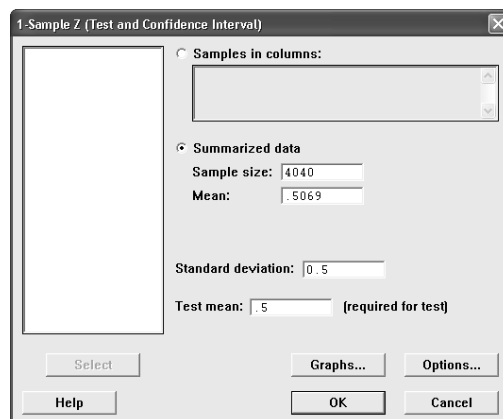 1-Sample Z (Test and Confidence Interval)
Samples in columns:
Summarized data
Sample size: 4040
Mean: .5069
Standard deviation: 0.5
Test mean: .5 (required for test)
Select
Graphs...
Options...
Help
OK
Cancel